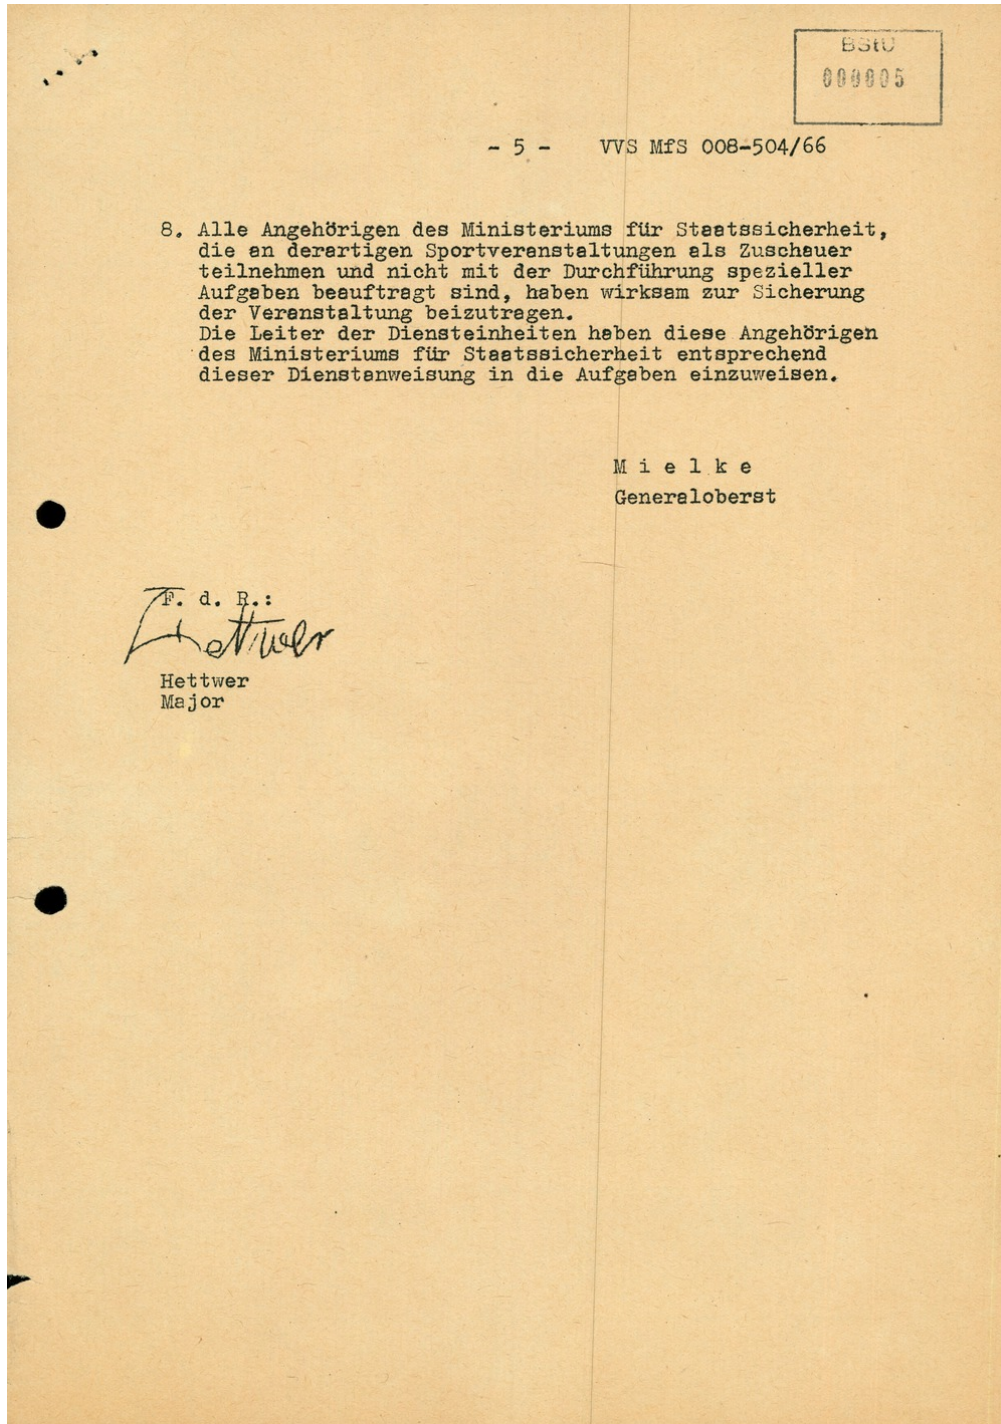 BStU
000005
- 5 - VVS MfS 008-504/66
8. Alle Angehörigen des Ministeriums für Staatssicherheit,
die an derartigen Sportveranstaltungen als Zuschauer
teilnehmen und nicht mit der Durchführung spezieller
Aufgaben beauftragt sind, haben wirksam zur Sicherung
der Veranstaltung beizutragen.
Die Leiter der Diensteinheiten haben diese Angehörigen
des Ministeriums für Staatssicherheit entsprechend
dieser Dienstanweisung in die Aufgaben einzuweisen.
M i e l k e
Generaloberst
F. d. R.:
Hettwer
Hettwer
Major